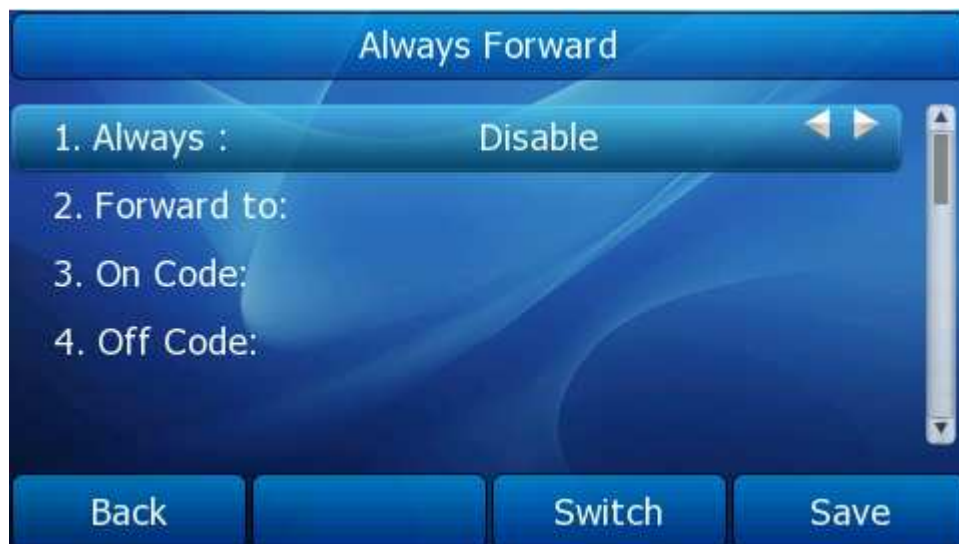 Always Forward
1. Always : Disable
2. Forward to:
3. On Code:
4. Off Code:
Back Switch Save